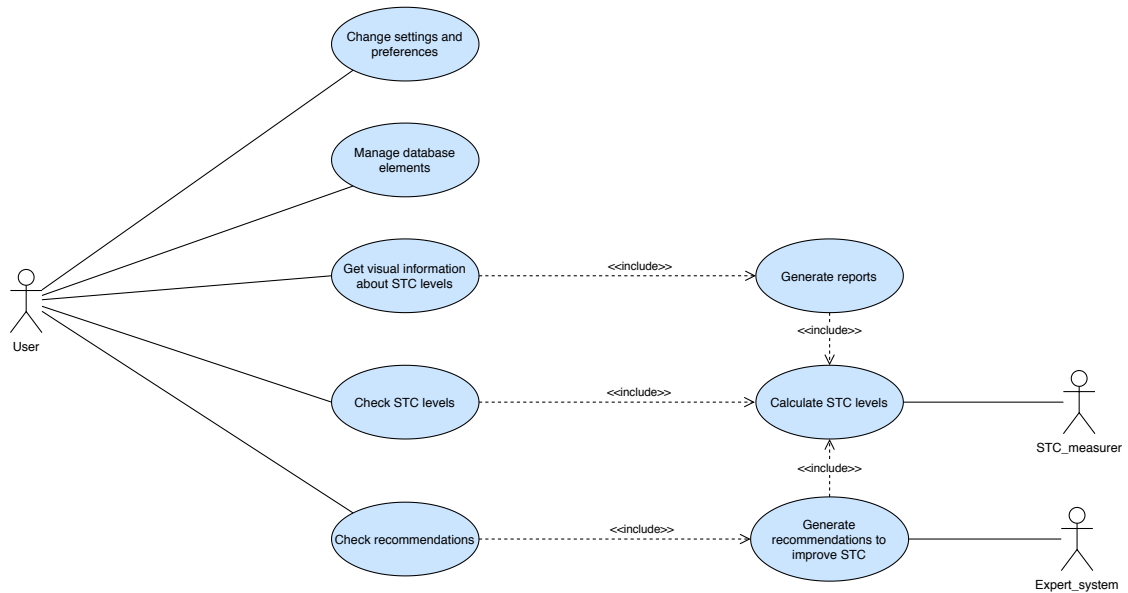 Change settings and
preferences
Manage database
elements
Get visual information
about STC levels
<<include>>
Generate reports
User
<<include>>
Check STC levels
<<include>>
Calculate STC levels
STC_measurer
<<include>>
Check recommendations
<<include>>
Generate
recommendations to
improve STC
Expert_system